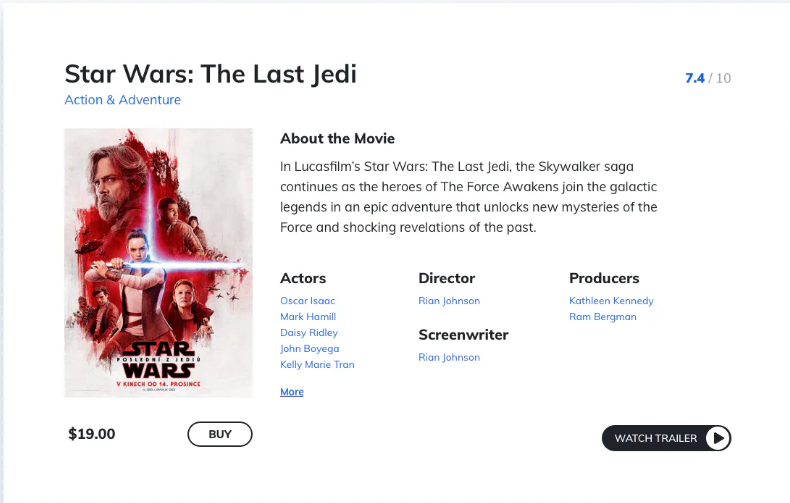 Star Wars: The Last Jedi
7.4 / 10
Action & Adventure
About the Movie
In Lucasfilm’s Star Wars: The Last Jedi, the Skywalker saga
continues as the heroes of The Force Awakens join the galactic
legends in an epic adventure that unlocks new mysteries of the
Force and shocking revelations of the past.
Actors
Oscar Isaac
Mark Hamill
Daisy Ridley
John Boyega
Kelly Marie Tran
More
Director
Rian Johnson
Screenwriter
Rian Johnson
Producers
Kathleen Kennedy
Ram Bergman
STAR
POSLEDNÍ Z JEDIŮ
WARS
V KINECH OD 14. PROSINCE
$19.00
BUY
WATCH TRAILER